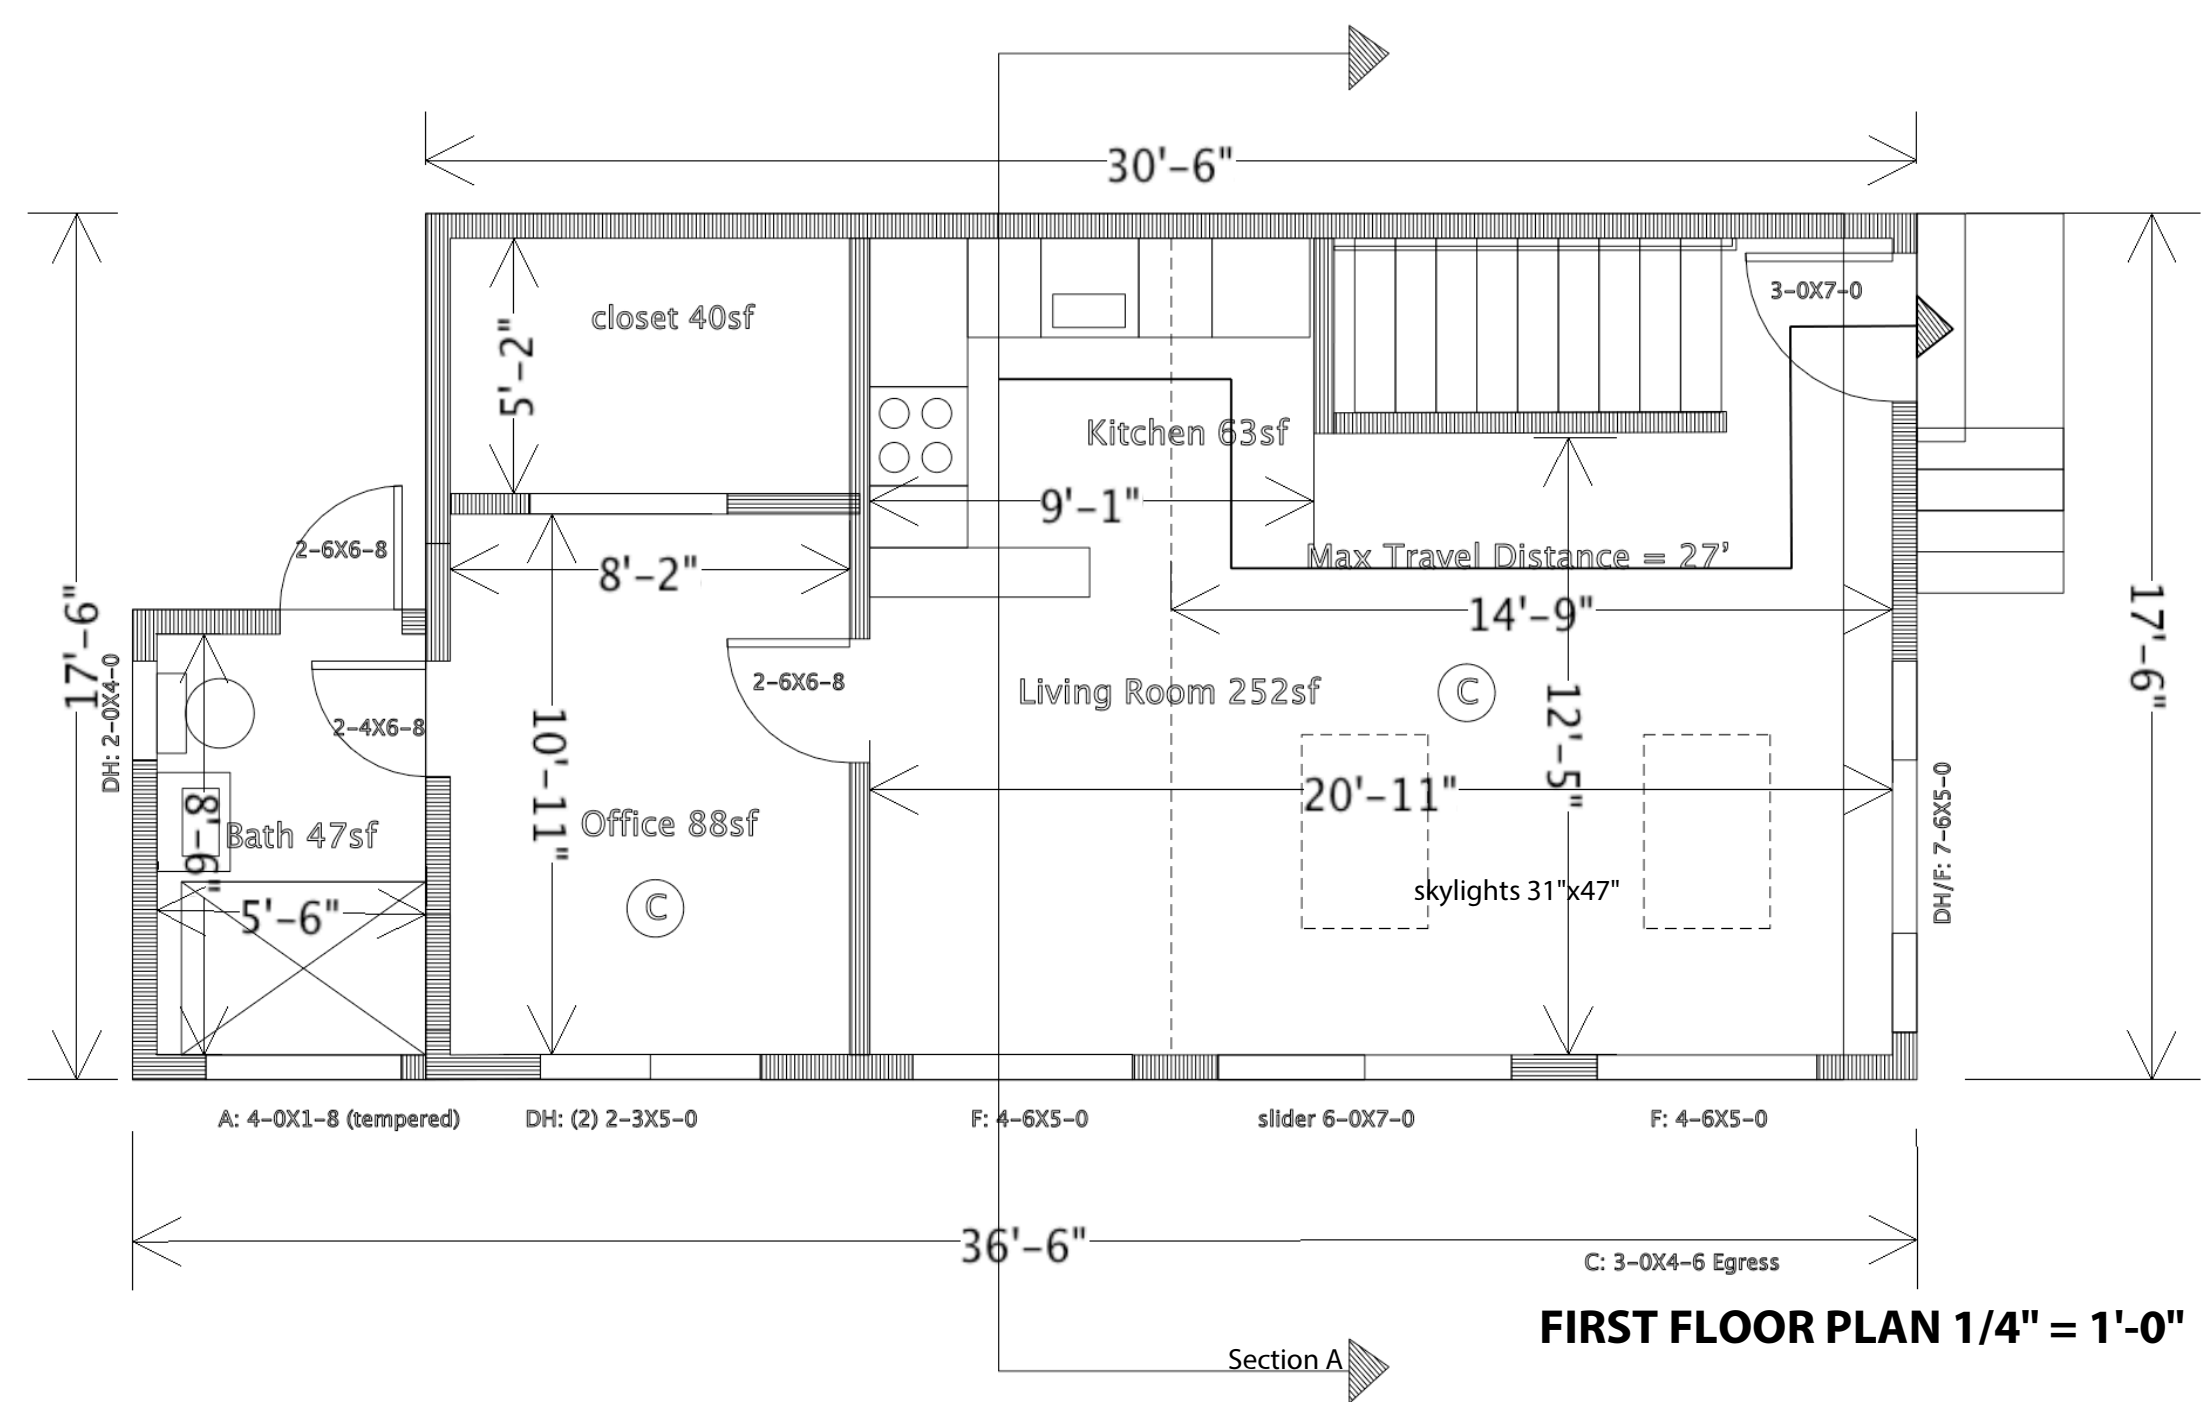 30'-6"
3-0X7-0
closet 40sf
5'-2"
Kitchen 63sf
9'-1"
2-6X6-8
Max Travel Distance = 27’
8'-2"
17'-6"
14'-9"
17'-6"
DH: 2-0X4-0
2-6X6-8
Living Room 252sf
C
2-4X6-8
12'-5"
10'-11"
20'-11"
Office 88sf
Bath 47sf
8'-9"
DH/F: 7-6X5-0
skylights 31"x47"
C
5'-6"
A: 4-0X1-8 (tempered)
DH: (2) 2-3X5-0
F: 4-6X5-0
slider 6-0X7-0
F: 4-6X5-0
36'-6"
C: 3-0X4-6 Egress
FIRST FLOOR PLAN 1/4" = 1'-0"
Section A